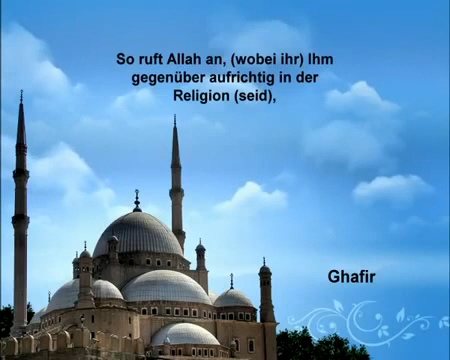 So ruft Allah an, (wobei ihr) Ihm
gegenüber aufrichtig in der
Religion (seid),
Ghafir